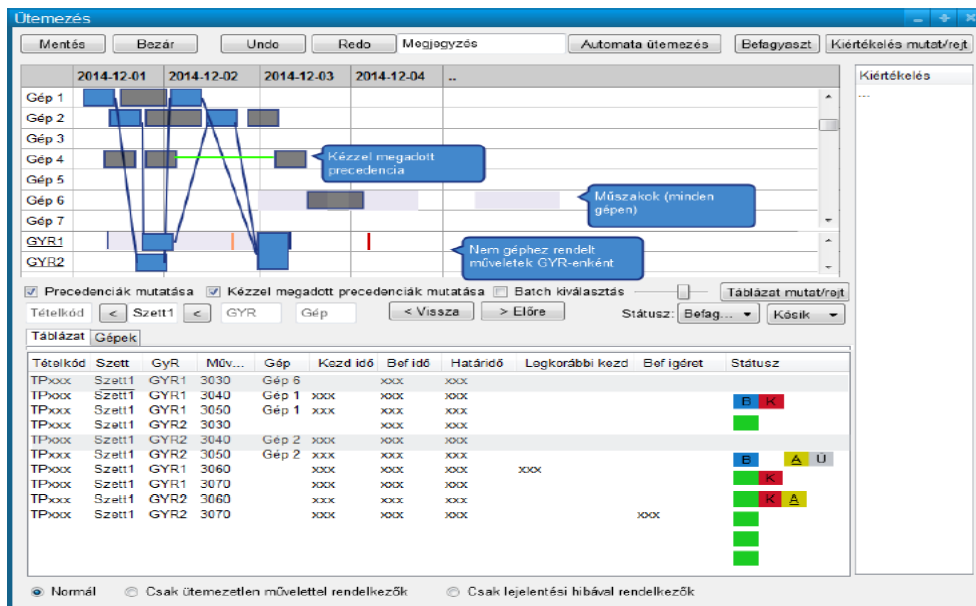 Ütemezés
Mentés Bezár Undo Redo Megjegyzés Automata ütemezés Befagyaszt Kiértékelés mutat/rejt
2014-12-01 2014-12-02 2014-12-03 2014-12-04 .. Kiértékelés
...
Gép 1
Gép 2
Gép 3
Gép 4 Kézzel megadott precedencia
Gép 5
Gép 6 Műszakok (minden gépen)
Gép 7
GYR1 Nem géphez rendelt műveletek GYR-enként
GYR2
Precedenciák mutatása Kézzel megadott precedenciák mutatása Batch kiválasztás Táblázat mutat/rejt
Tételkód < Szett1 < GYR Gép < Vissza > Előre Státusz: Befag... Késik
Táblázat Gépek
Tételkód Szett GyR Műv... Gép Kezd idő Bef idő Határidő Legkorábbi kezd Bef igéret Státusz
TPxxx Szett1 GYR1 3030 Gép 6 xxx xxx
TPxxx Szett1 GYR1 3040 Gép 1 xxx xxx xxx B K
TPxxx Szett1 GYR1 3050 Gép 1 xxx xxx xxx
TPxxx Szett1 GYR2 3030 xxx xxx
TPxxx Szett1 GYR2 3040 Gép 2 xxx xxx xxx
TPxxx Szett1 GYR2 3050 Gép 2 xxx xxx xxx B A Ü
TPxxx Szett1 GYR1 3060 xxx xxx xxx xxx K
TPxxx Szett1 GYR1 3070 xxx xxx xxx
TPxxx Szett1 GYR2 3060 xxx xxx xxx K A
TPxxx Szett1 GYR2 3070 xxx xxx xxx xxx
Normál Csak ütemezetlen művelettel rendelkezők Csak lejelentési hibával rendelkezők